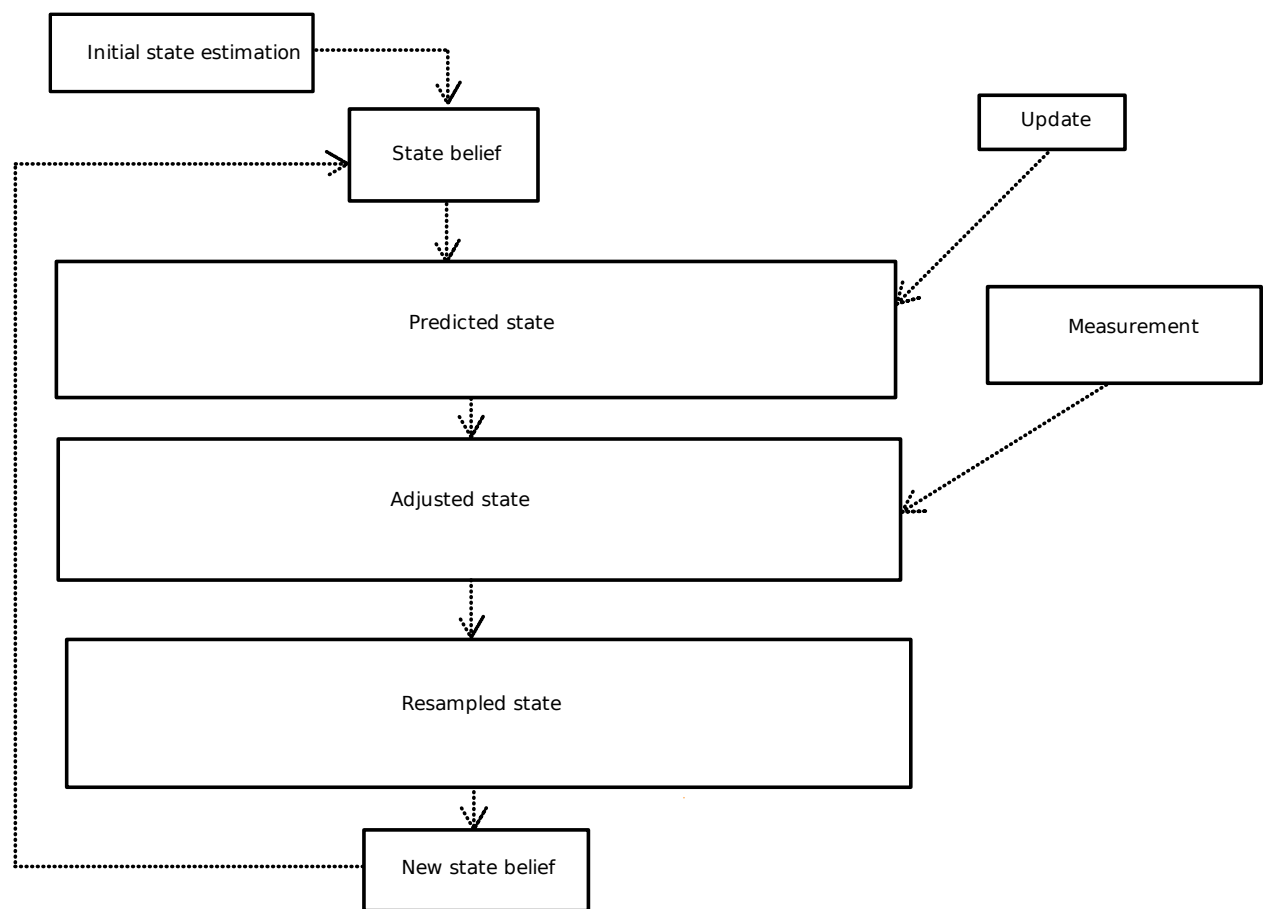 Initial state estimation
State belief
Update
Predicted state
Measurement
Adjusted state
Resampled state
New state belief